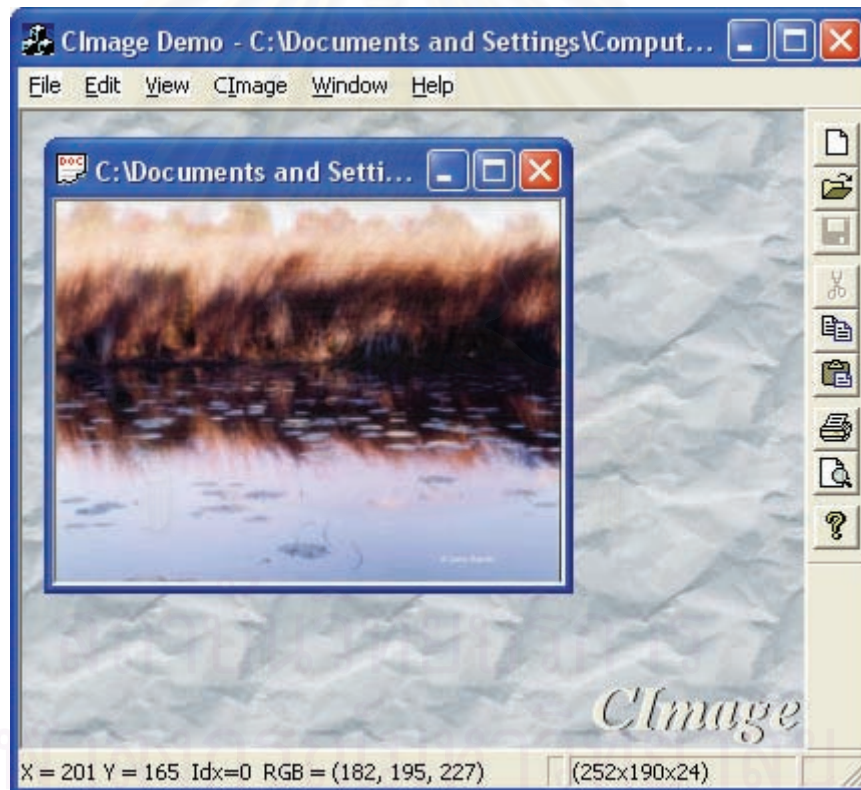 CImage Demo - C:\Documents and Settings\Comput...
File Edit View CImage Window Help
C:\Documents and Setti...
CImage
X = 201 Y = 165 Idx=0 RGB = (182, 195, 227) (252x190x24)